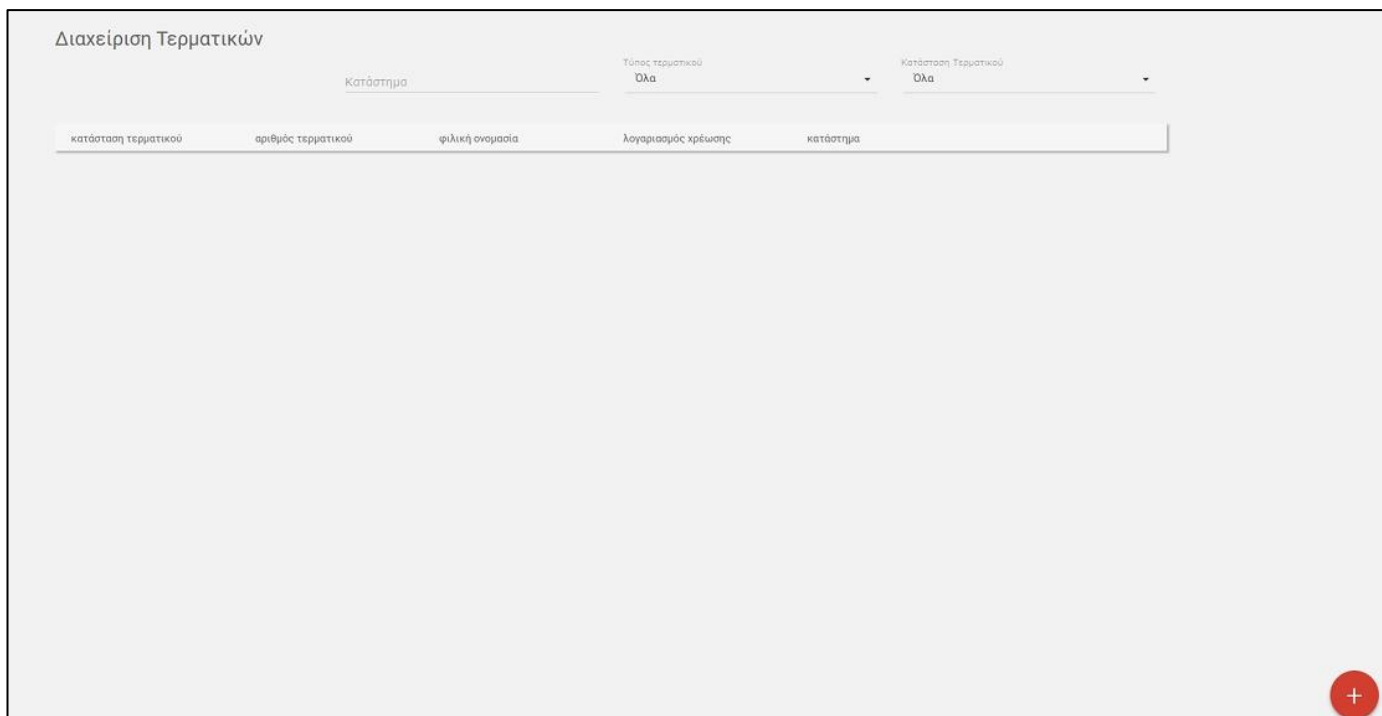 Διαχείριση Τερματικών
Κατάστημα
Τύπος τερματικού
Όλα
Κατάσταση Τερματικού
Όλα
κατάσταση τερματικού αριθμός τερματικού φιλική ονομασία λογαριασμός χρέωσης κατάστημα
+